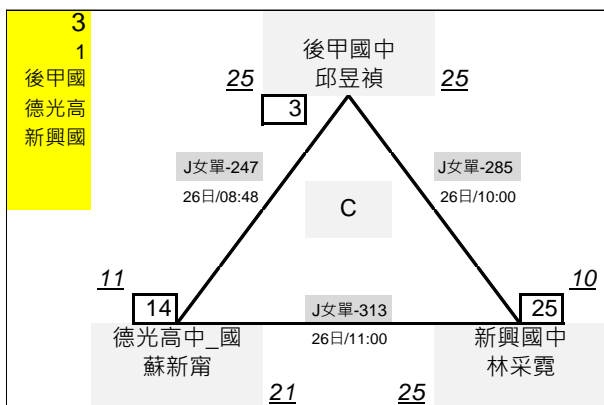 3
1
後甲國
德光高
新興國
後甲國中
邱昱禎
25
25
3
J女單-247
26日/08:48
J女單-285
26日/10:00
C
11
10
14
J女單-313
25
德光高中_國
蘇新甯
26日/11:00
新興國中
林采霓
21
25